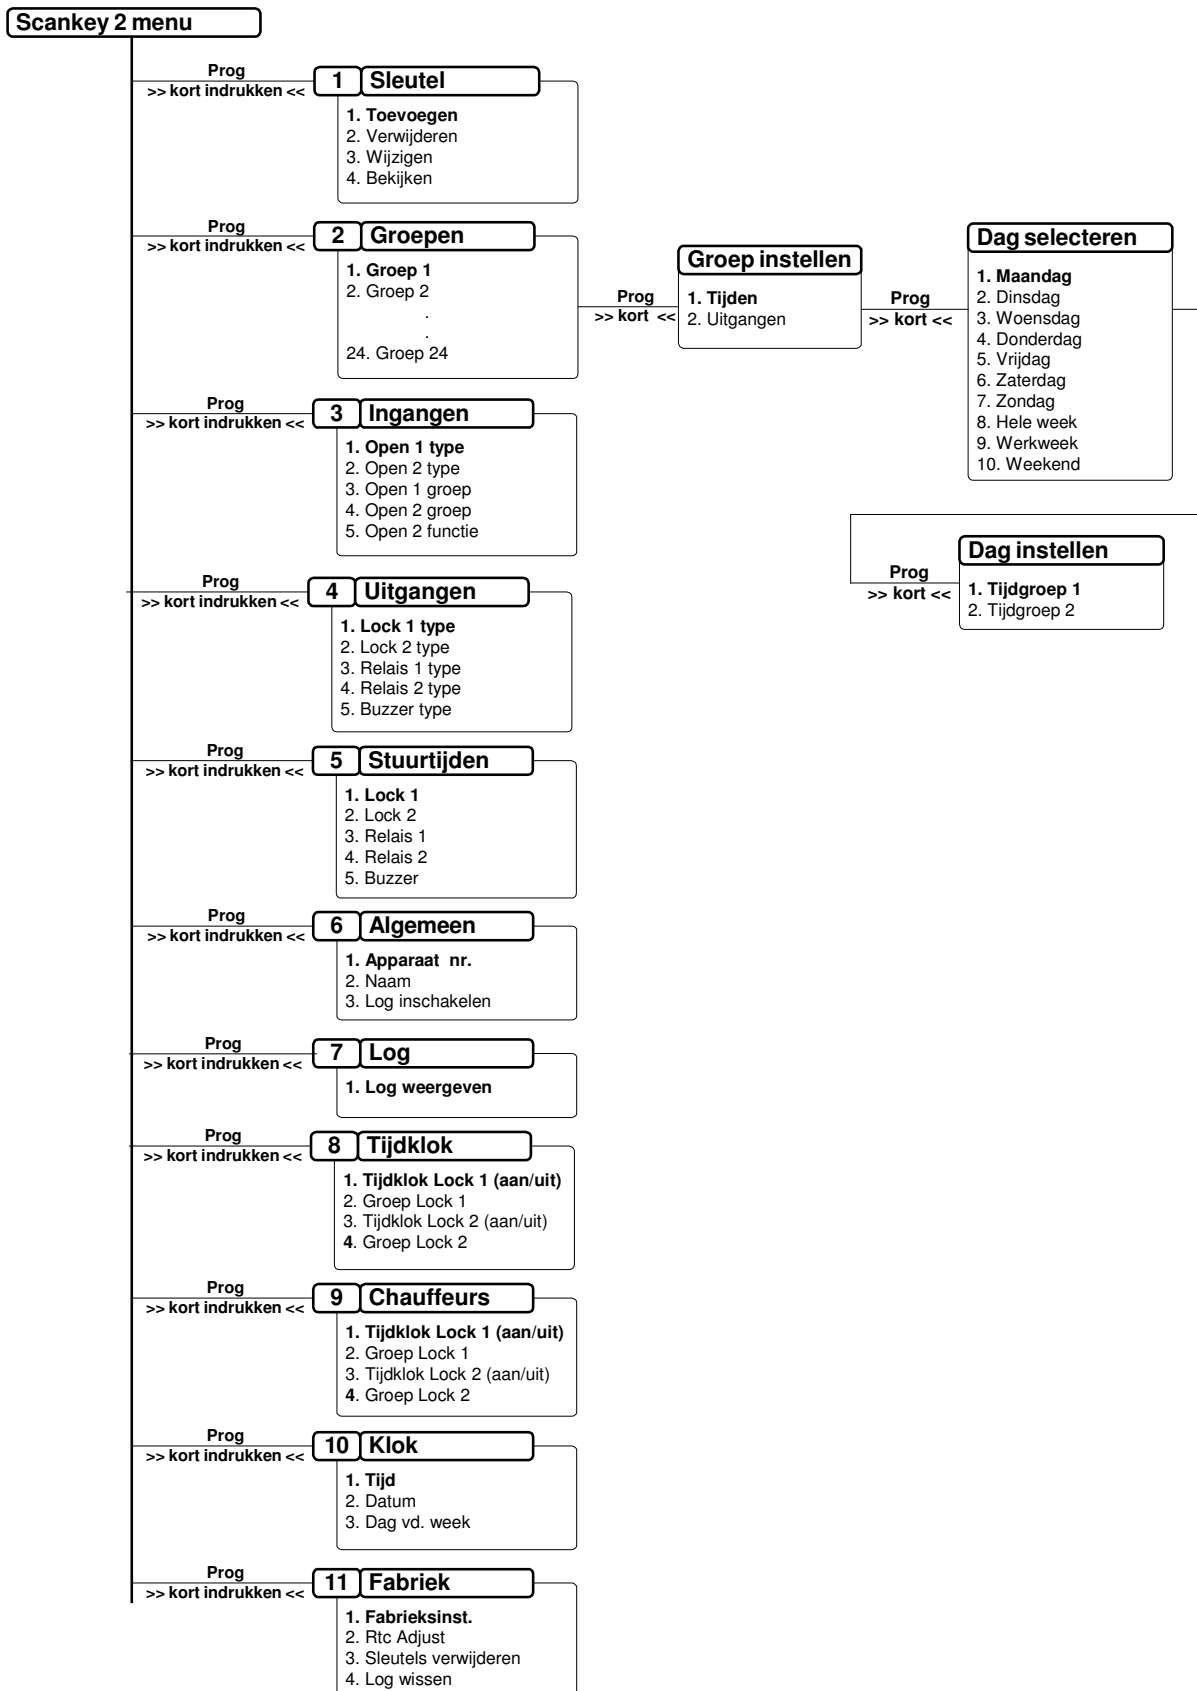 Scankey 2 menu
Prog
>> kort indrukken <<
1 Sleutel
1. Toevoegen
2. Verwijderen
3. Wijzigen
4. Bekijken
Prog
>> kort indrukken <<
2 Groepen
1. Groep 1
2. Groep 2
.
.
24. Groep 24
Prog
>> kort <<
Groep instellen
1. Tijden
2. Uitgangen
Prog
>> kort <<
Dag selecteren
1. Maandag
2. Dinsdag
3. Woensdag
4. Donderdag
5. Vrijdag
6. Zaterdag
7. Zondag
8. Hele week
9. Werkweek
10. Weekend
Prog
>> kort <<
Dag instellen
1. Tijdgroep 1
2. Tijdgroep 2
Prog
>> kort indrukken <<
3 Ingangen
1. Open 1 type
2. Open 2 type
3. Open 1 groep
4. Open 2 groep
5. Open 2 functie
Prog
>> kort indrukken <<
4 Uitgangen
1. Lock 1 type
2. Lock 2 type
3. Relais 1 type
4. Relais 2 type
5. Buzzer type
Prog
>> kort indrukken <<
5 Stuurtijden
1. Lock 1
2. Lock 2
3. Relais 1
4. Relais 2
5. Buzzer
Prog
>> kort indrukken <<
6 Algemeen
1. Apparaat nr.
2. Naam
3. Log inschakelen
Prog
>> kort indrukken <<
7 Log
1. Log weergeven
Prog
>> kort indrukken <<
8 Tijdklok
1. Tijdklok Lock 1 (aan/uit)
2. Groep Lock 1
3. Tijdklok Lock 2 (aan/uit)
4. Groep Lock 2
Prog
>> kort indrukken <<
9 Chauffeurs
1. Tijdklok Lock 1 (aan/uit)
2. Groep Lock 1
3. Tijdklok Lock 2 (aan/uit)
4. Groep Lock 2
Prog
>> kort indrukken <<
10 Klok
1. Tijd
2. Datum
3. Dag vd. week
Prog
>> kort indrukken <<
11 Fabriek
1. Fabrieksinst.
2. Rtc Adjust
3. Sleutels verwijderen
4. Log wissen